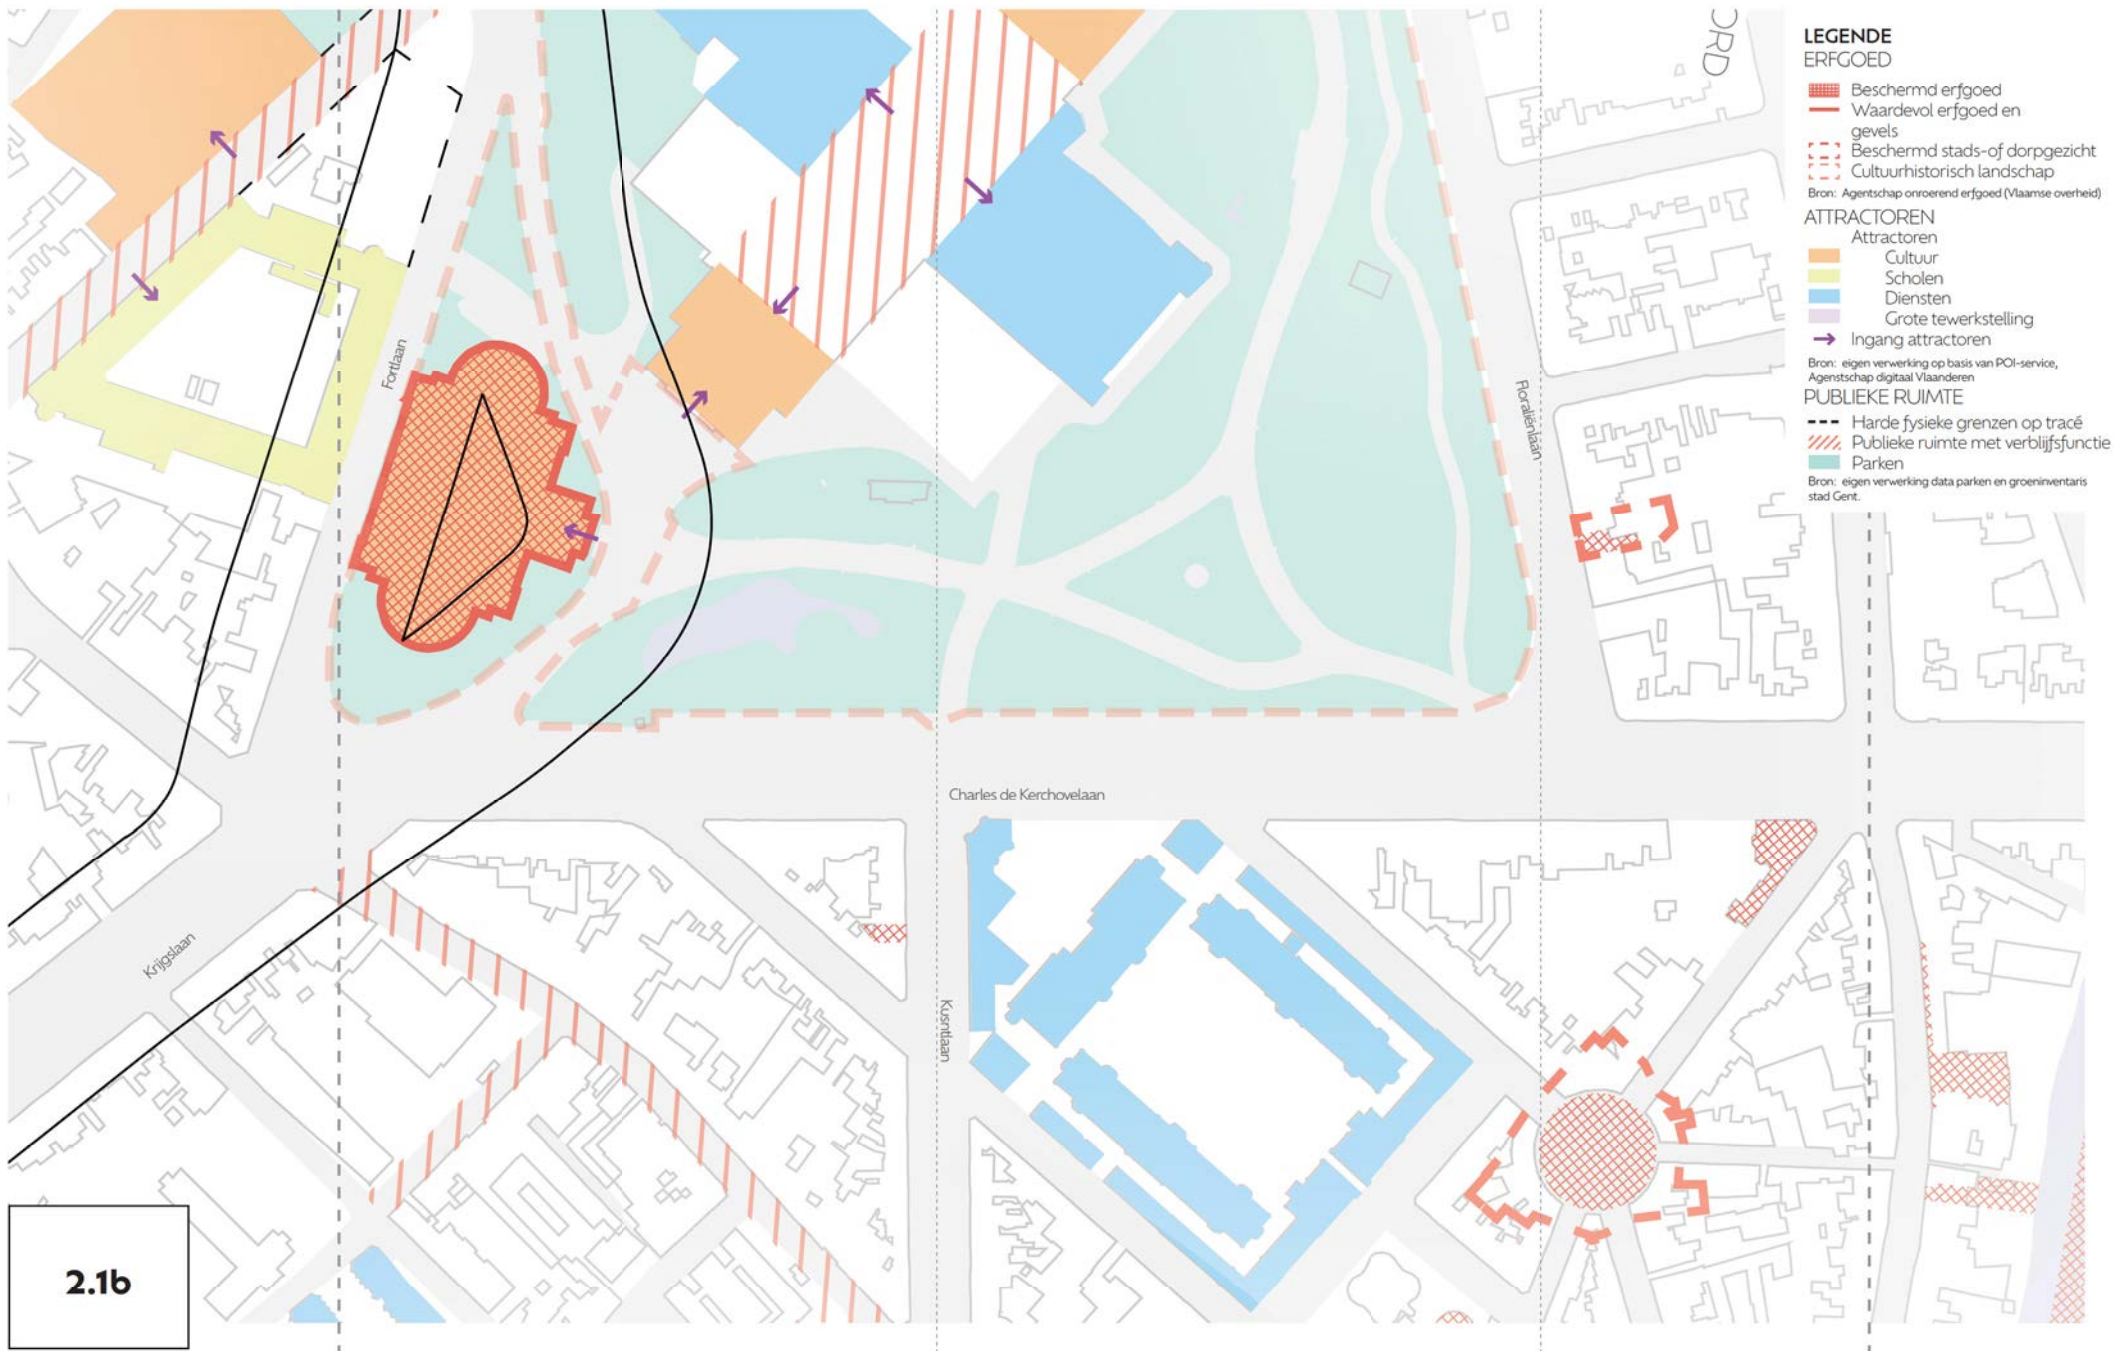 ORD
LEGENDE
ERFGOED
Beschermd erfgoed
Waardevol erfgoed en
gevels
Beschermd stads-of dorpgezicht
Cultuurhistorisch landschap
Bron: Agentschap onroerend erfgoed (Vlaamse overheid)
ATTRACTOREN
Attractoren
Cultuur
Scholen
Diensten
Grote tewerkstelling
Ingang attractoren
Bron: eigen verwerking op basis van POI-service,
Agenstschap digitaal Vlaanderen
PUBLIEKE RUIMTE
Harde fysieke grenzen op tracé
Publieke ruimte met verblijfsfunctie
Parken
Bron: eigen verwerking data parken en groeninventaris
stad Gent.
Fortlaan
Floraliënlaan
Charles de Kerchovelaan
Krijgslaan
Kusntlaan
2.1b